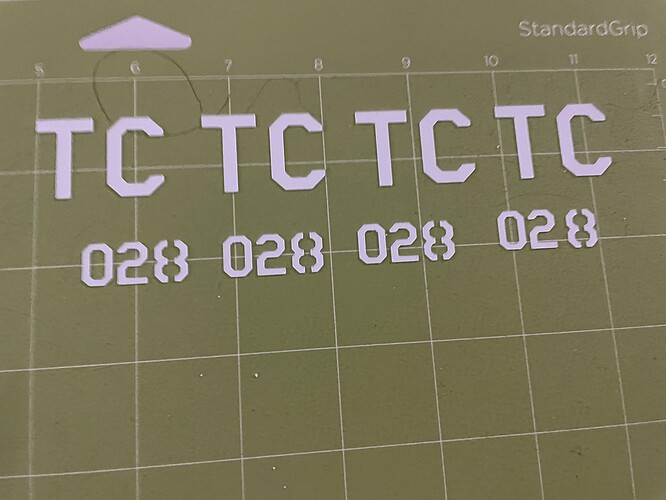 StandardGrip
5 6 7 8 9 10 11 12
TC TC TC TC
028 028 028 028